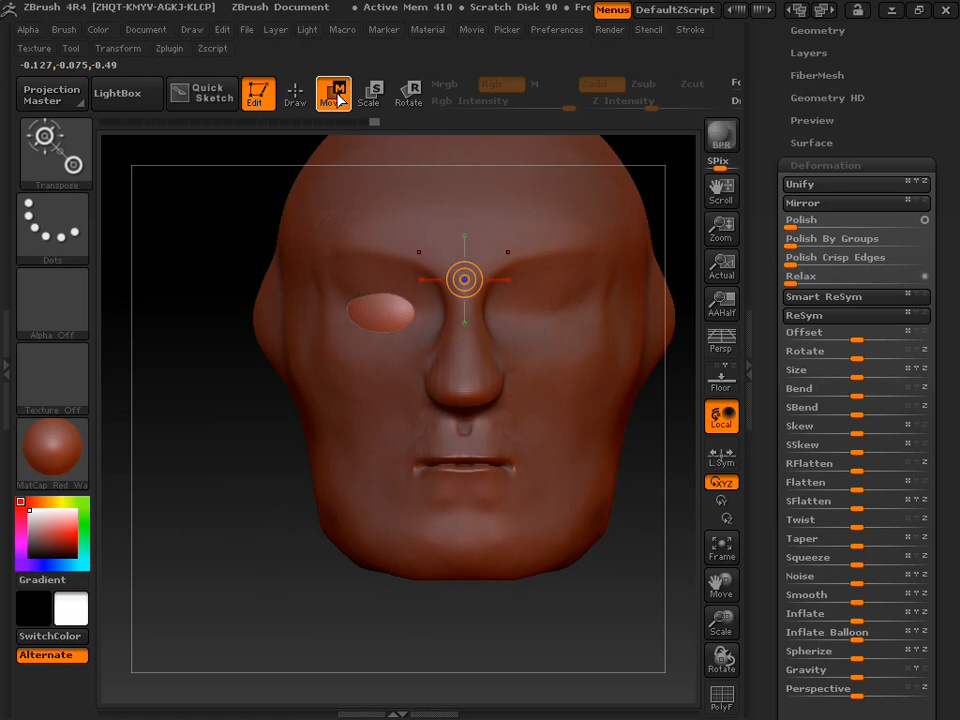 ZBrush 4R4 [ZHQT-KMYV-AGKJ-KLCP] ZBrush Document • Active Mem 410 • Scratch Disk 90 • Fre Menus DefaultZScript
Alpha Brush Color Document Draw Edit File Layer Light Macro Marker Material Movie Picker Preferences Render Stencil Stroke
Texture Tool Transform Zplugin Zscript
-0.127,-0.075,-0.49
Projection Master
LightBox
Quick Sketch
Edit
Draw
Move
Scale
Rotate
Mrgb Rgb M Zadd Zsub Zcut
Rgb Intensity Z Intensity
Transpose
Dots
Alpha Off
Texture Off
MatCap Red Wa
Gradient
SwitchColor
Alternate
BPR
SPix
Scroll
Zoom
Actual
AAHalf
Persp
Floor
Local
L.Sym
XYZ
Y
Z
Frame
Move
Scale
Rotate
PolyF
Geometry
Layers
FiberMesh
Geometry HD
Preview
Surface
Deformation
Unify
Mirror
Polish
Polish By Groups
Polish Crisp Edges
Relax
Smart ReSym
ReSym
Offset
Rotate
Size
Bend
SBend
Skew
SSkew
RFlatten
Flatten
SFlatten
Twist
Taper
Squeeze
Noise
Smooth
Inflate
Inflate Balloon
Spherize
Gravity
Perspective